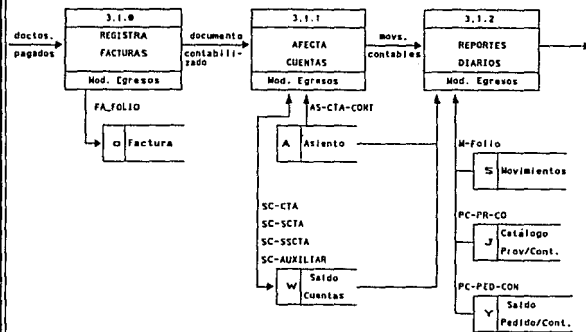 3.1.0
3.1.1
3.1.2
doctos.
pagados
REGISTRA
FACTURAS
documento
contabili-
zado
AFECTA
CUENTAS
movs.
contables
REPORTES
DIARIOS
Mod. Egresos
Mod. Egresos
Mod. Egresos
FA_FOLIO
AS-CTA-CONT
Factura
A Asiento
M-Folio
S Movimientos
SC-CTA
SC-SCTA
SC-SSCTA
SC-AUXILIAR
PC-PR-CO
J Catálogo
Prov/Cont.
W Saldo
Cuentas
PC-PED-CON
Y Saldo
Pedido/Cont.